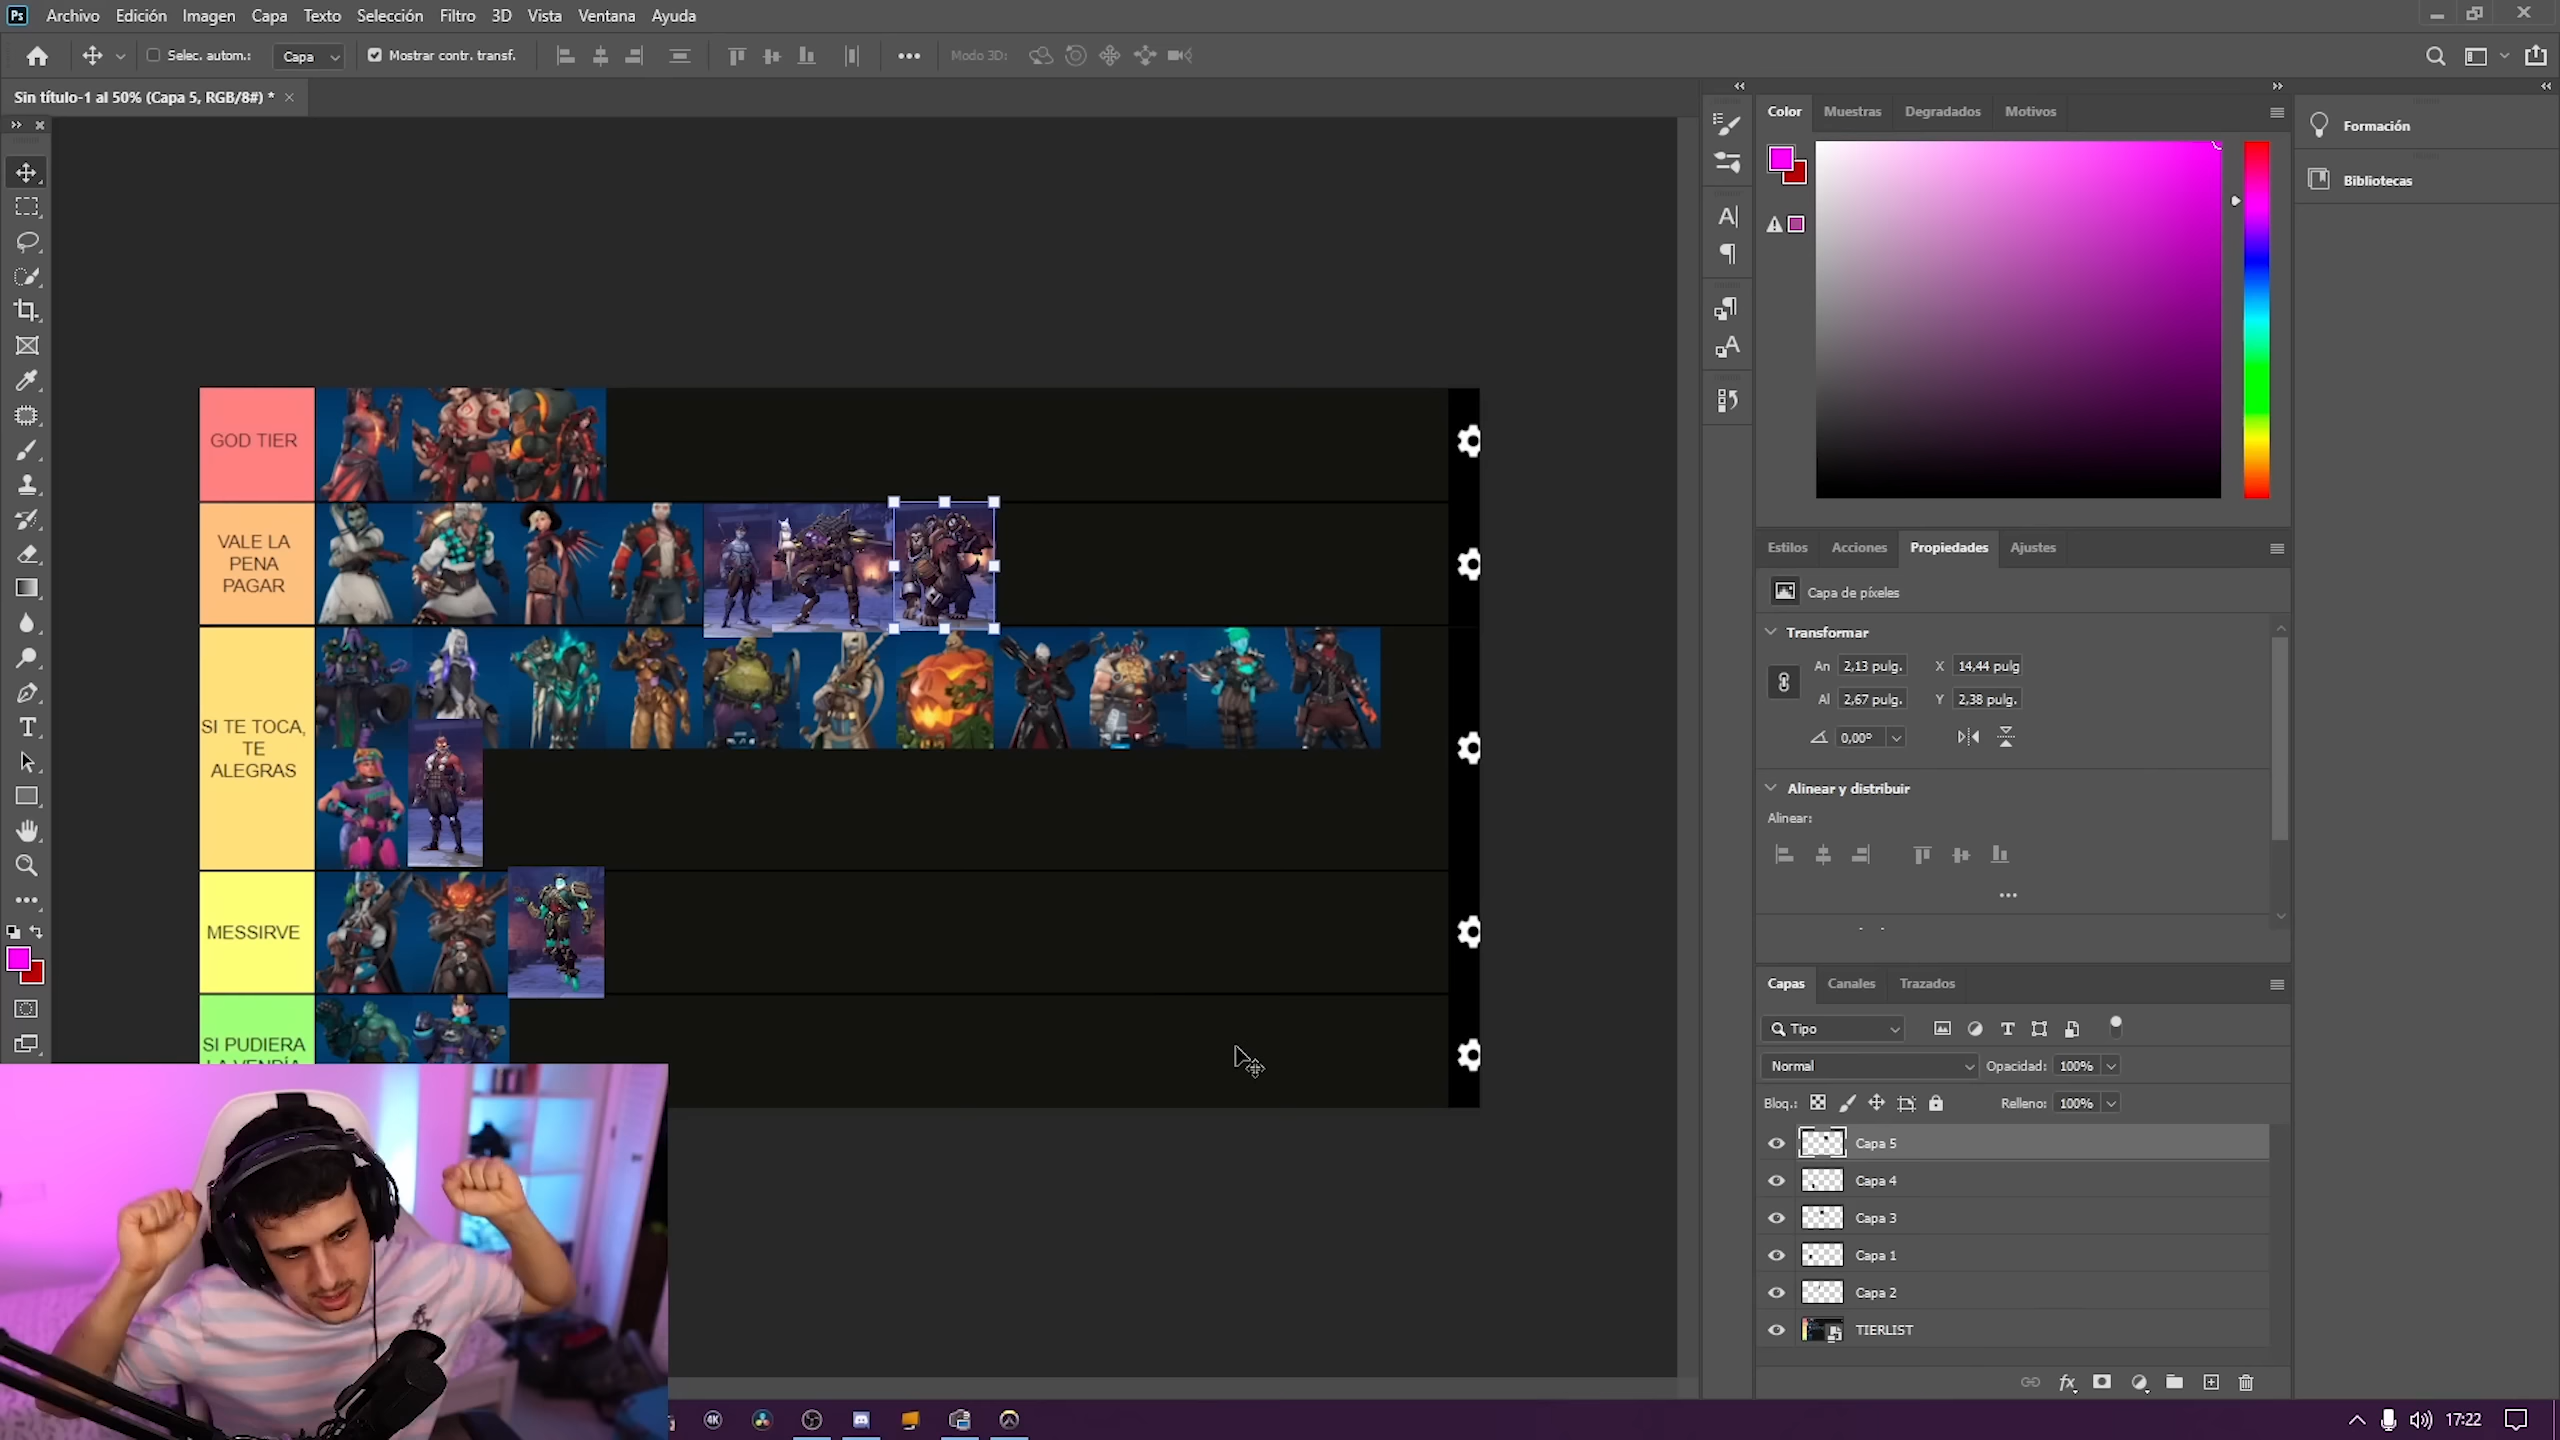 Ps Archivo Edición Imagen Capa Texto Selección Filtro 3D Vista Ventana Ayuda
Selec. autom.: Capa Mostrar contr. transf. Modo 3D:
Sin título-1 al 50% (Capa 5, RGB/8#) *
GOD TIER
VALE LA
PENA
PAGAR
SI TE TOCA,
TE
ALEGRAS
MESSIRVE
SI PUDIERA
LA VENDÍA
Color Muestras Degradados Motivos
Formación
Bibliotecas
Estilos Acciones Propiedades Ajustes
Capa de píxeles
Transformar
An 2,13 pulg. X 14,44 pulg
Al 2,67 pulg. Y 2,38 pulg.
0,00°
Alinear y distribuir
Alinear:
Capas Canales Trazados
Tipo
Normal Opacidad: 100%
Bloq.: Relleno: 100%
Capa 5
Capa 4
Capa 3
Capa 1
Capa 2
TIERLIST
4K
17:22